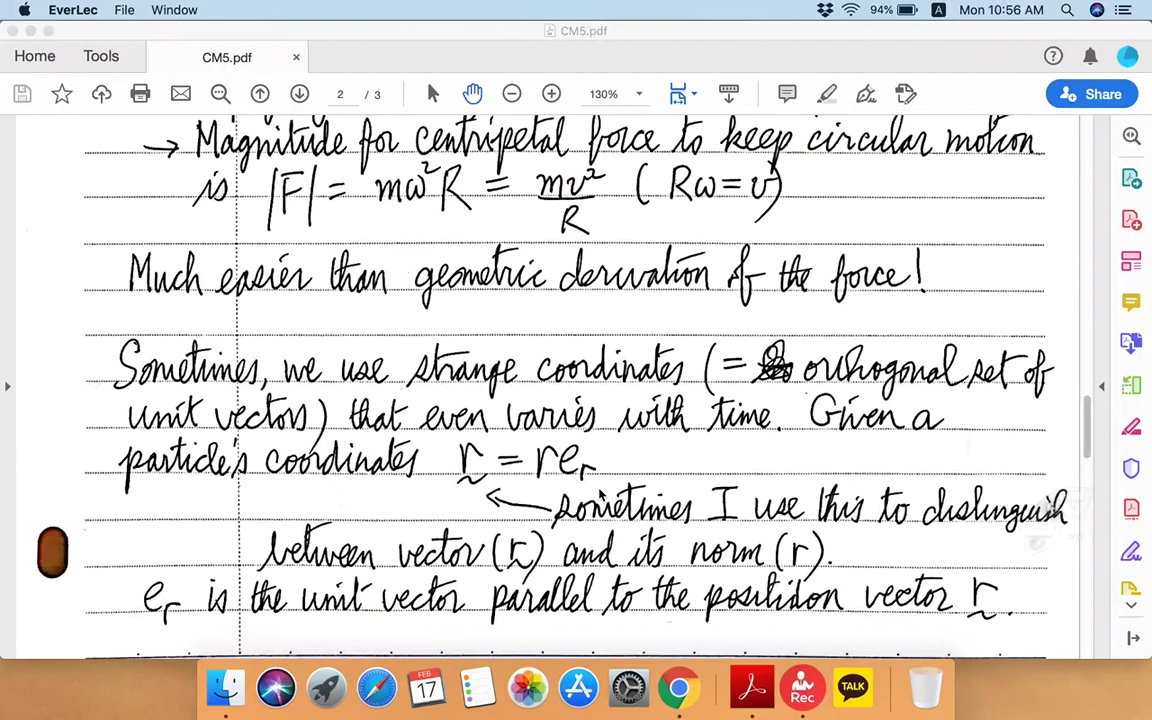 EverLec File Window 94% A Mon 10:56 AM
CM5.pdf
Home Tools CM5.pdf ×
2 / 3 130% Share
→ Magnitude for centripetal force to keep circular motion
is |F| = mω²R = mv²/R ( Rω = v )
Much easier than geometric derivation of the force!
Sometimes, we use strange coordinates (= orthogonal set of
unit vectors) that even varies with time. Given a
particle's coordinates r = re_r
sometimes I use this to distinguish
between vector (r) and its norm (r).
e_r is the unit vector parallel to the positidon vector r.
FEB
17
Rec
TALK